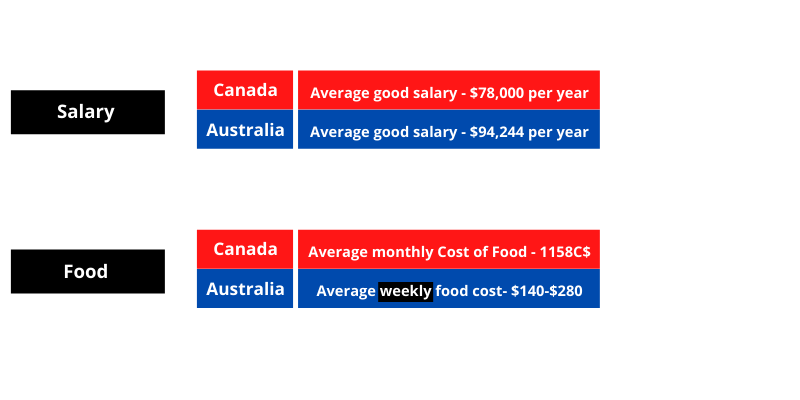 Salary
Canada
Average good salary - $78,000 per year
Australia
Average good salary - $94,244 per year
Food
Canada
Average monthly Cost of Food - 1158C$
Australia
Average weekly food cost- $140-$280